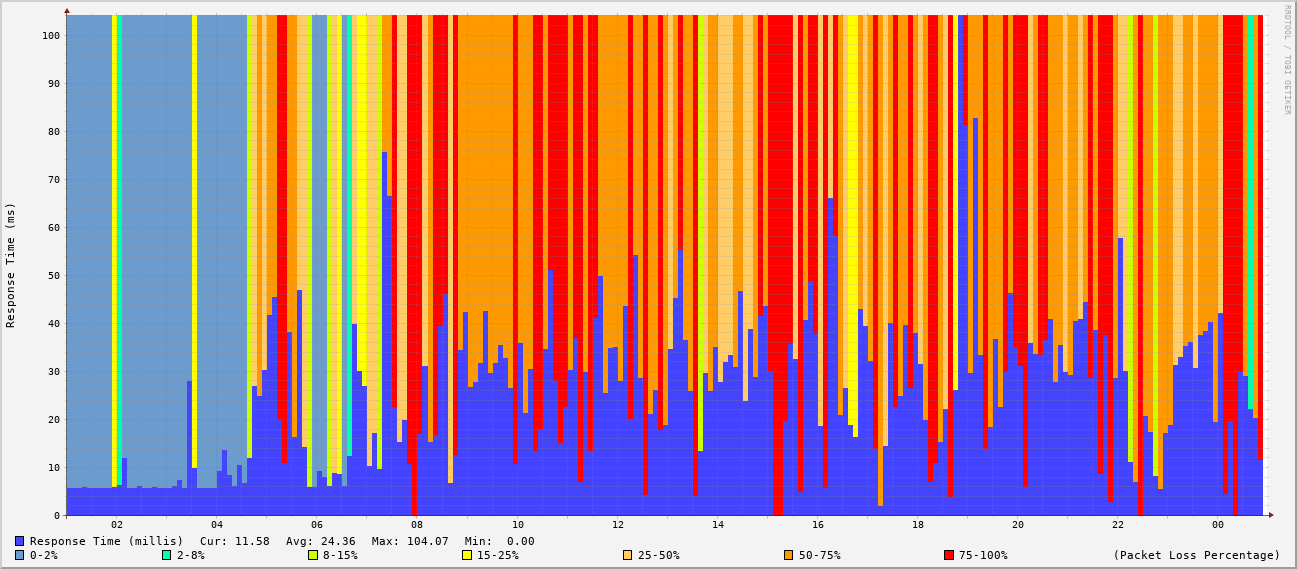 RRDTOOL / TOBI OETIKER
Response Time (ms)
100
90
80
70
60
50
40
30
20
10
0
02 04 06 08 10 12 14 16 18 20 22 00
Response Time (millis) Cur: 11.58 Avg: 24.36 Max: 104.07 Min: 0.00
0-2% 2-8% 8-15% 15-25% 25-50% 50-75% 75-100% (Packet Loss Percentage)